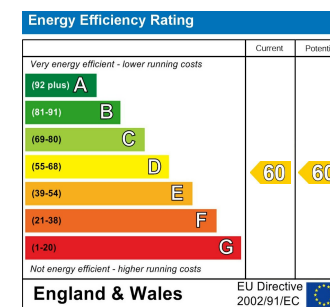 Energy Efficiency Rating
Current Potenti
Very energy efficient - lower running costs
(92 plus) A
(81-91) B
(69-80) C
(55-68) D 60 60
(39-54) E
(21-38) F
(1-20) G
Not energy efficient - higher running costs
England & Wales EU Directive
2002/91/EC